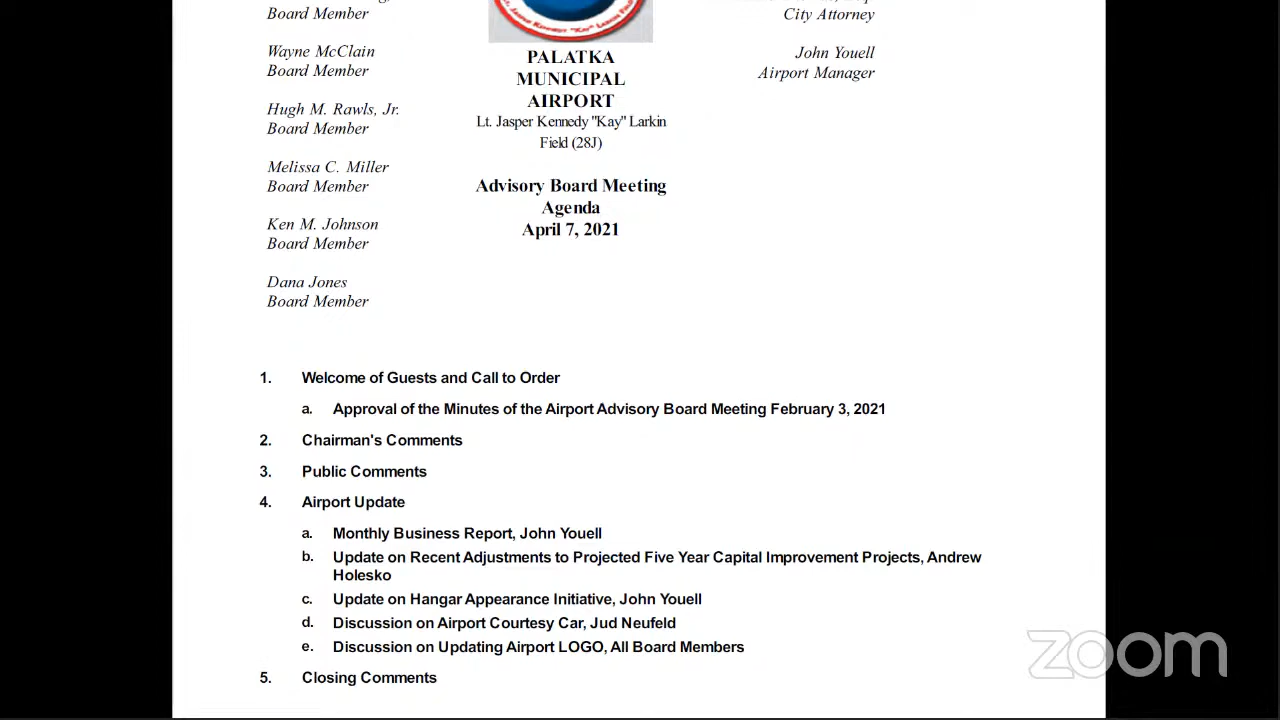 Board Member
Wayne McClain
Board Member
Hugh M. Rawls, Jr.
Board Member
Melissa C. Miller
Board Member
Ken M. Johnson
Board Member
Dana Jones
Board Member
PALATKA
MUNICIPAL
AIRPORT
Lt. Jasper Kennedy "Kay" Larkin
Field (28J)
Advisory Board Meeting
Agenda
April 7, 2021
City Attorney
John Youell
Airport Manager
1. Welcome of Guests and Call to Order
a. Approval of the Minutes of the Airport Advisory Board Meeting February 3, 2021
2. Chairman's Comments
3. Public Comments
4. Airport Update
a. Monthly Business Report, John Youell
b. Update on Recent Adjustments to Projected Five Year Capital Improvement Projects, Andrew
Holesko
c. Update on Hangar Appearance Initiative, John Youell
d. Discussion on Airport Courtesy Car, Jud Neufeld
e. Discussion on Updating Airport LOGO, All Board Members
5. Closing Comments
zoom